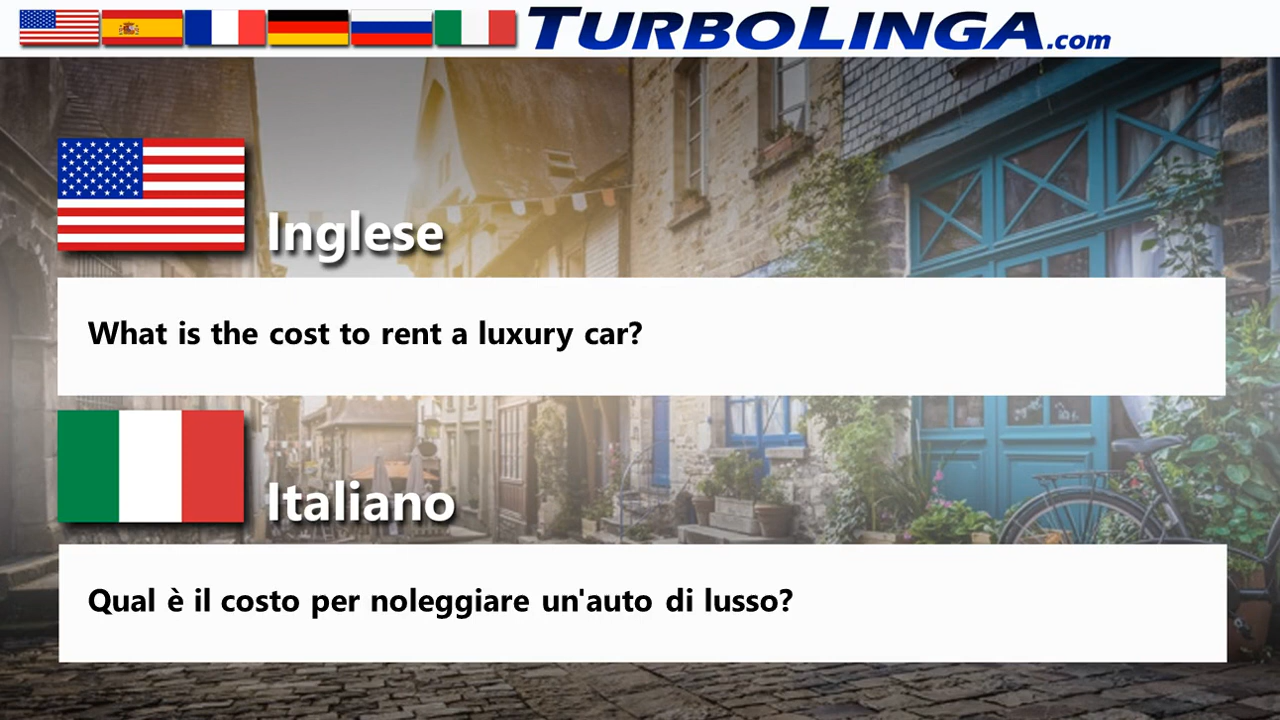 TURBOLINGA.com
Inglese
What is the cost to rent a luxury car?
Italiano
Qual è il costo per noleggiare un'auto di lusso?